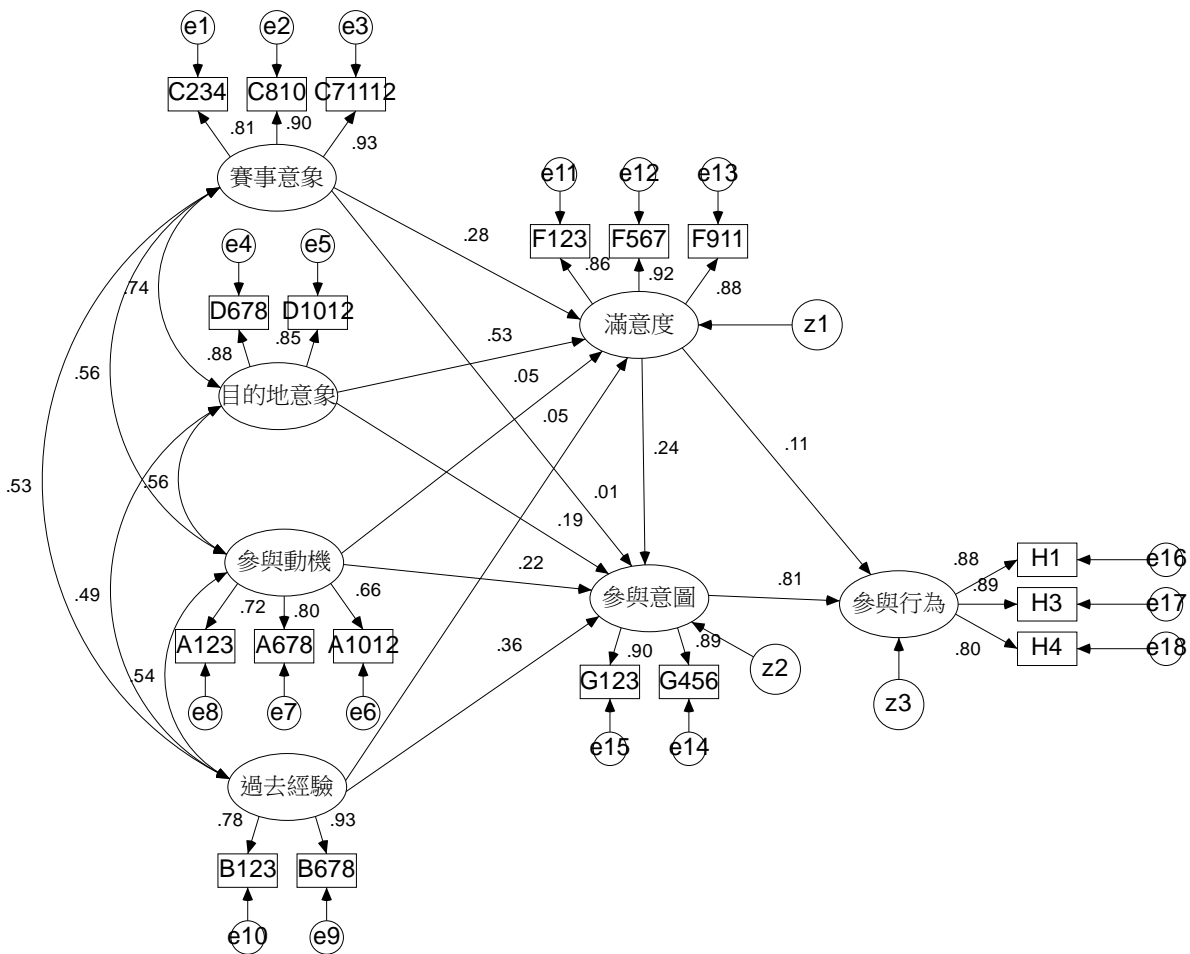 e1 e2 e3
C234 C810 C71112
.81 .90 .93
賽事意象
e11 e12 e13
F123 F567 F911
.86 .92 .88
.28
滿意度
z1
e4 e5
D678 D1012
.88 .85
.74
.53
目的地意象
.05
.05
.56
.24
.11
.53
.56
.01
.19
參與動機
.22
.72 .80 .66
A123 A678 A1012
e8 e7 e6
參與意圖
.81
參與行為
.88 H1 e16
.89 H3 e17
.80 H4 e18
.90 .89
z2
z3
G123 G456
e15 e14
.49
.54
.36
過去經驗
.78 .93
B123 B678
e10 e9